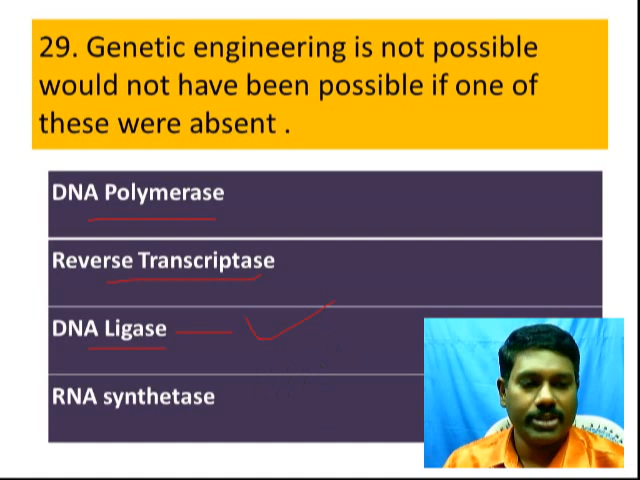 29. Genetic engineering is not possible
would not have been possible if one of
these were absent .
DNA Polymerase
Reverse Transcriptase
DNA Ligase
RNA synthetase